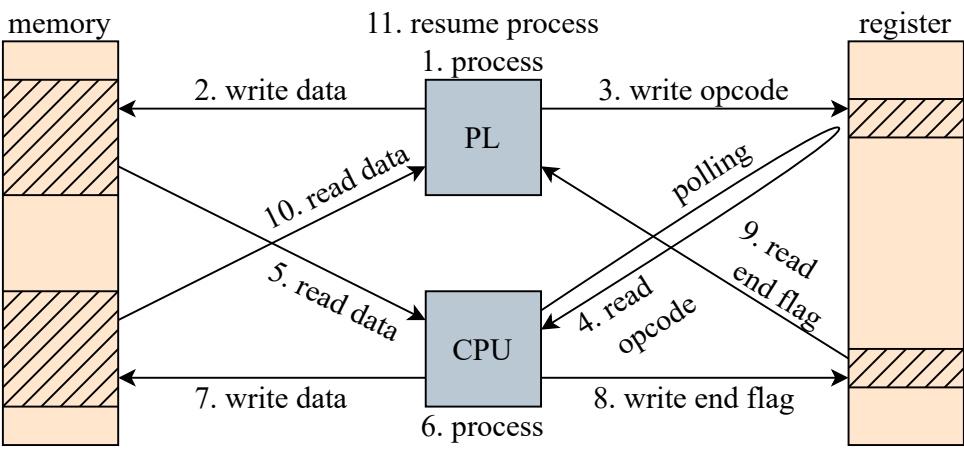 memory
11. resume process
register
1. process
2. write data
3. write opcode
PL
polling
10. read data
9. read
end flag
5. read data
4. read
opcode
CPU
7. write data
8. write end flag
6. process